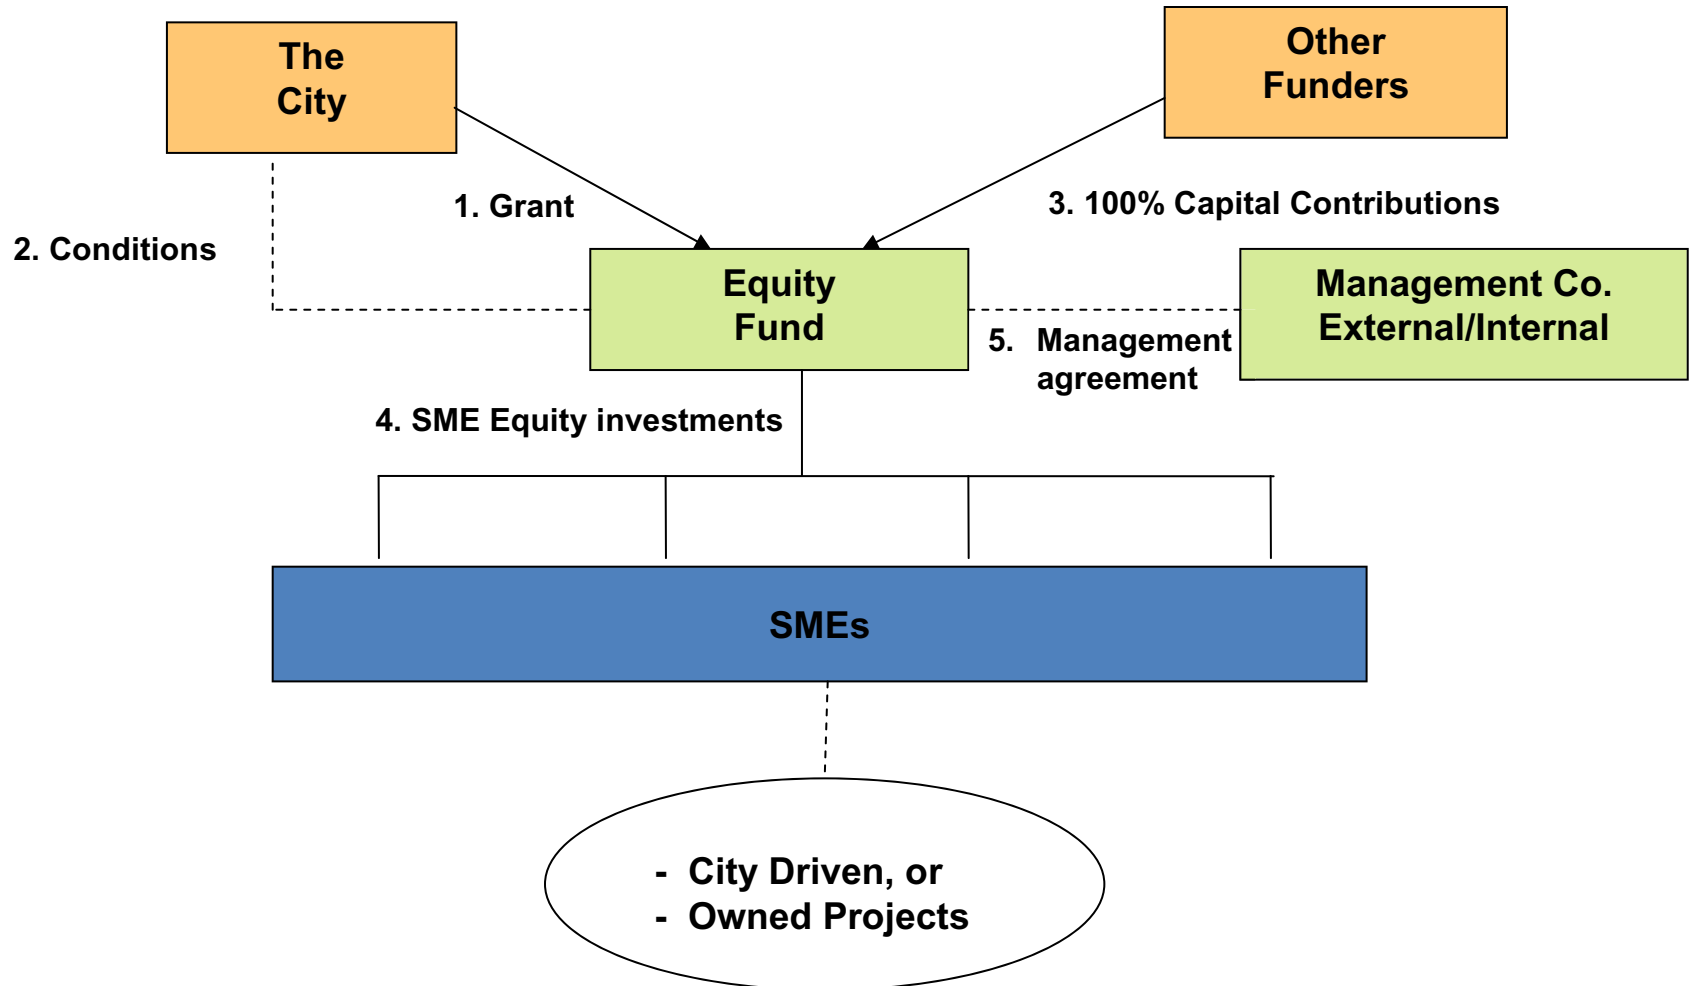 The
City
Other
Funders
1. Grant
3. 100% Capital Contributions
2. Conditions
Equity
Fund
Management Co.
External/Internal
5. Management
agreement
4. SME Equity investments
SMEs
- City Driven, or
- Owned Projects